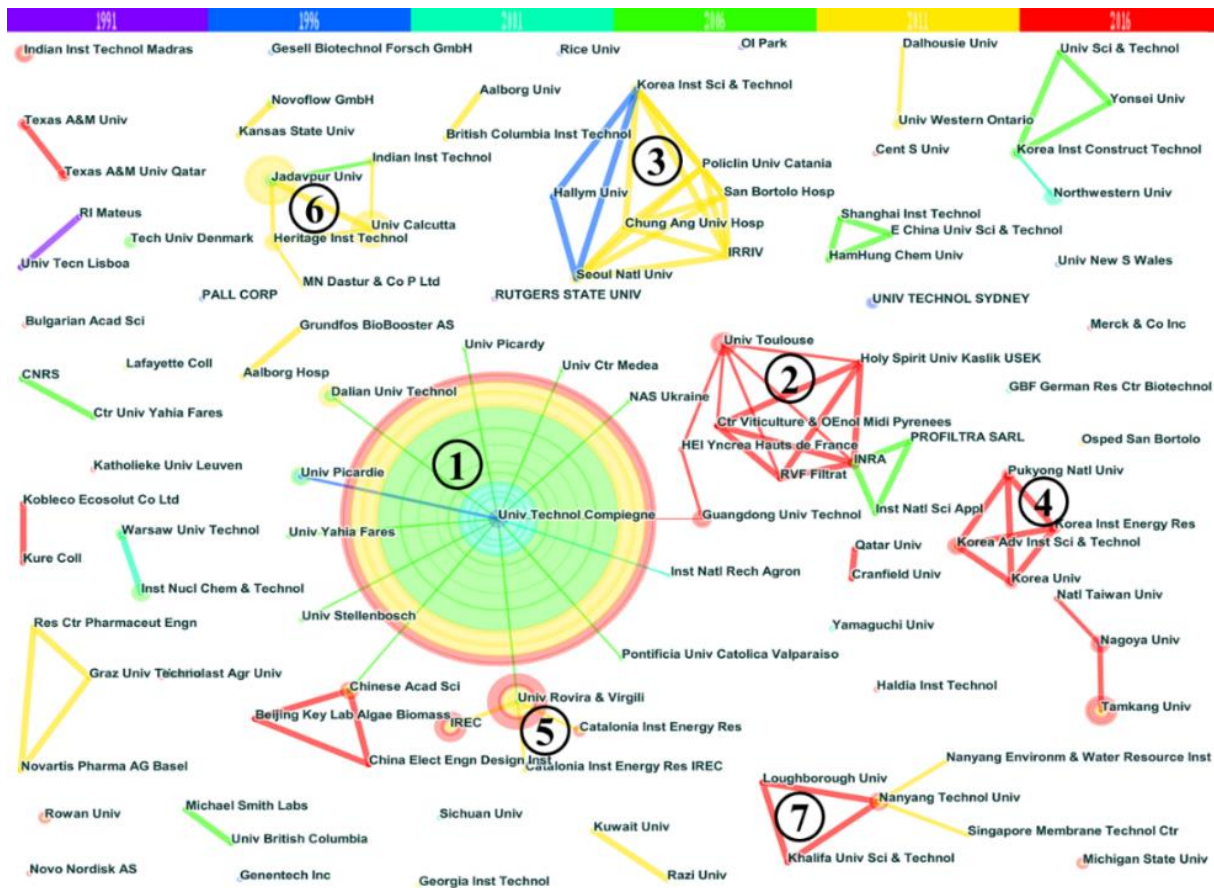 1991 1996 2001 2006 2011 2016
Indian Inst Technol Madras
Gesell Biotechnol Forsch GmbH
Rice Univ
OI Park
Dalhousie Univ
Univ Sci & Technol
Novoflow GmbH
Aalborg Univ
Korea Inst Sci & Technol
Yonsei Univ
Texas A&M Univ
Kansas State Univ
British Columbia Inst Technol
Univ Western Ontario
3
Cent S Univ
Korea Inst Construct Technol
Indian Inst Technol
Policlin Univ Catania
Texas A&M Univ Qatar
Jadavpur Univ
Hallym Univ
San Bortolo Hosp
Northwestern Univ
6
RI Mateus
Univ Calcutta
Chung Ang Univ Hosp
Shanghai Inst Technol
Tech Univ Denmark
Heritage Inst Technol
E China Univ Sci & Technol
Univ Tecn Lisboa
IRRIV
HamHung Chem Univ
Univ New S Wales
MN Dastur & Co P Ltd
Seoul Natl Univ
PALL CORP
RUTGERS STATE UNIV
UNIV TECHNOL SYDNEY
Bulgarian Acad Sci
Grundfos BioBooster AS
Merck & Co Inc
Univ Picardy
Univ Toulouse
Lafayette Coll
Univ Ctr Medea
2
Holy Spirit Univ Kaslik USEK
CNRS
Aalborg Hosp
Dalian Univ Technol
NAS Ukraine
GBF German Res Ctr Biotechnol
Ctr Univ Yahia Fares
Ctr Viticulture & OEnol Midi Pyrenees
HEI Yncrea Hauts de France
PROFILTRA SARL
Osped San Bortolo
1
Katholieke Univ Leuven
Univ Picardie
RVF Filtrat
INRA
Pukyong Natl Univ
Kobleco Ecosolut Co Ltd
4
Univ Technol Compiegne
Guangdong Univ Technol
Inst Natl Sci Appl
Korea Inst Energy Res
Warsaw Univ Technol
Univ Yahia Fares
Korea Adv Inst Sci & Technol
Qatar Univ
Kure Coll
Inst Natl Rech Agron
Cranfield Univ
Korea Univ
Inst Nucl Chem & Technol
Natl Taiwan Univ
Univ Stellenbosch
Res Ctr Pharmaceut Engn
Yamaguchi Univ
Nagoya Univ
Pontificia Univ Catolica Valparaiso
Graz Univ Agr Univ
Chinese Acad Sci
Haldia Inst Technol
Univ Rovira & Virgili
Tamkang Univ
Beijing Key Lab Algae Biomass
IREC
5
Catalonia Inst Energy Res
China Elect Engn Design Inst
Catalonia Inst Energy Res IREC
Novartis Pharma AG Basel
Nanyang Environm & Water Resource Inst
Loughborough Univ
Nanyang Technol Univ
Michael Smith Labs
Rowan Univ
Sichuan Univ
7
Kuwait Univ
Singapore Membrane Technol Ctr
Univ British Columbia
Khalifa Univ Sci & Technol
Michigan State Univ
Novo Nordisk AS
Genentech Inc
Georgia Inst Technol
Razi Univ